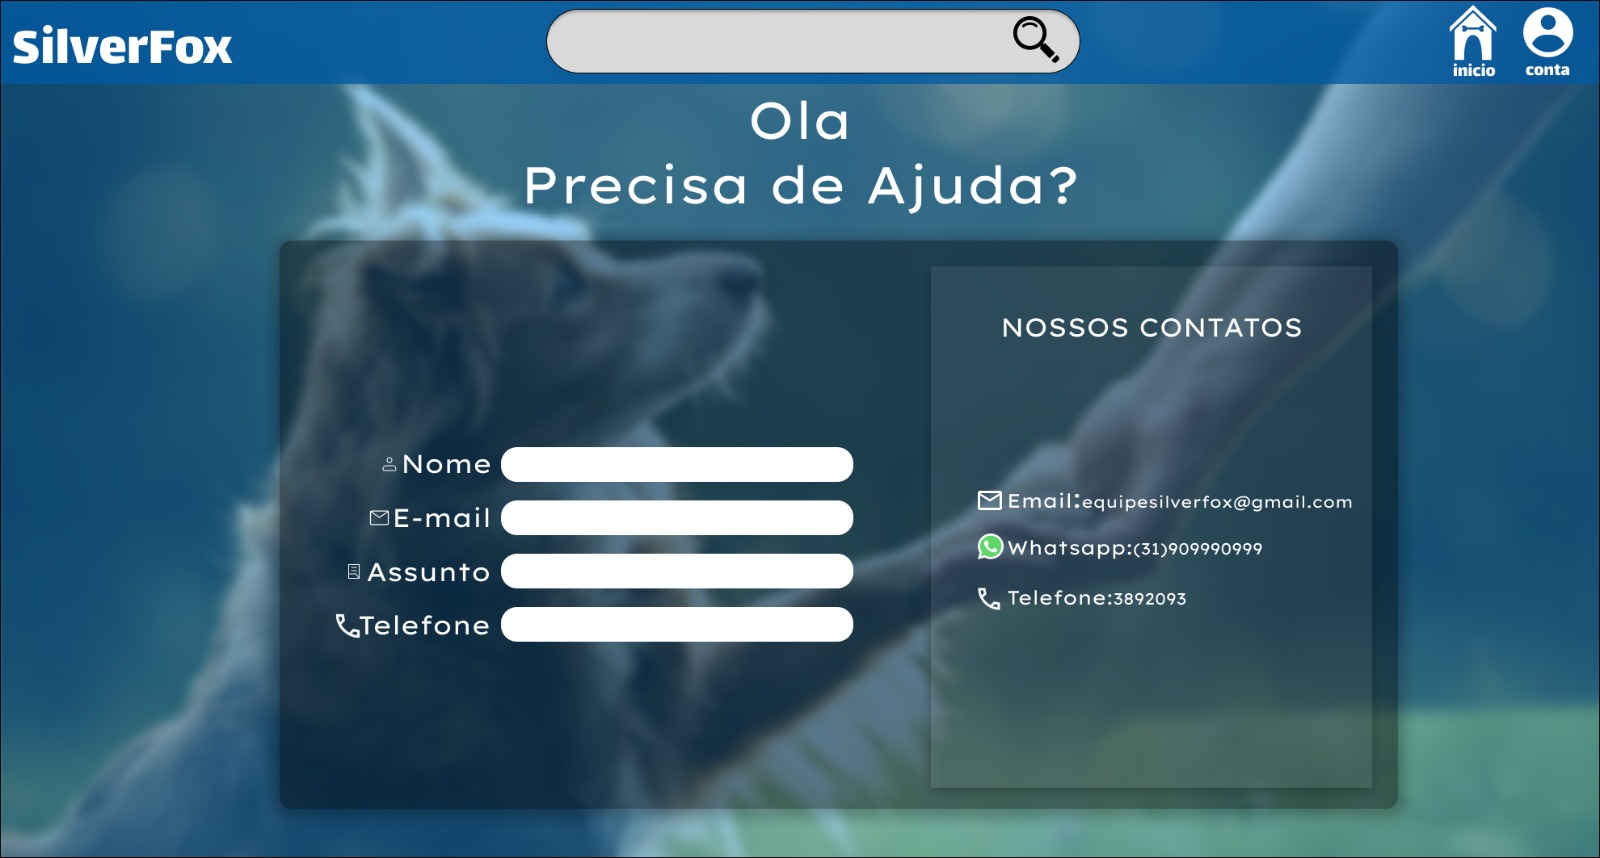 SilverFox
inicio
conta
Ola
Precisa de Ajuda?
NOSSOS CONTATOS
Nome
E-mail
Assunto
Telefone
Email:equipesilverfox@gmail.com
Whatsapp:(31)909990999
Telefone:3892093